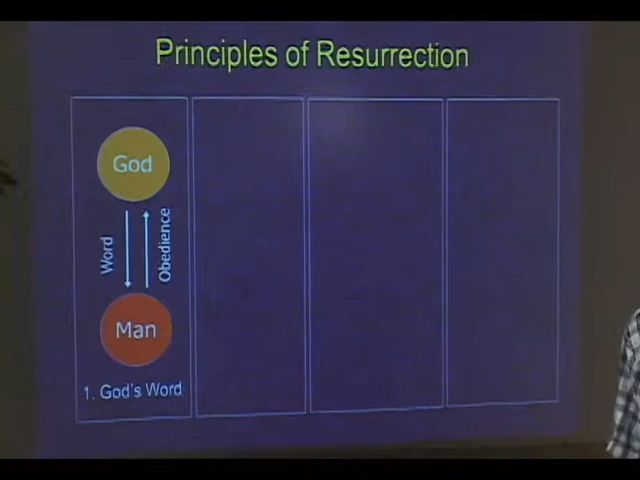 Principles of Resurrection
God
Word
Obedience
Man
1. God's Word